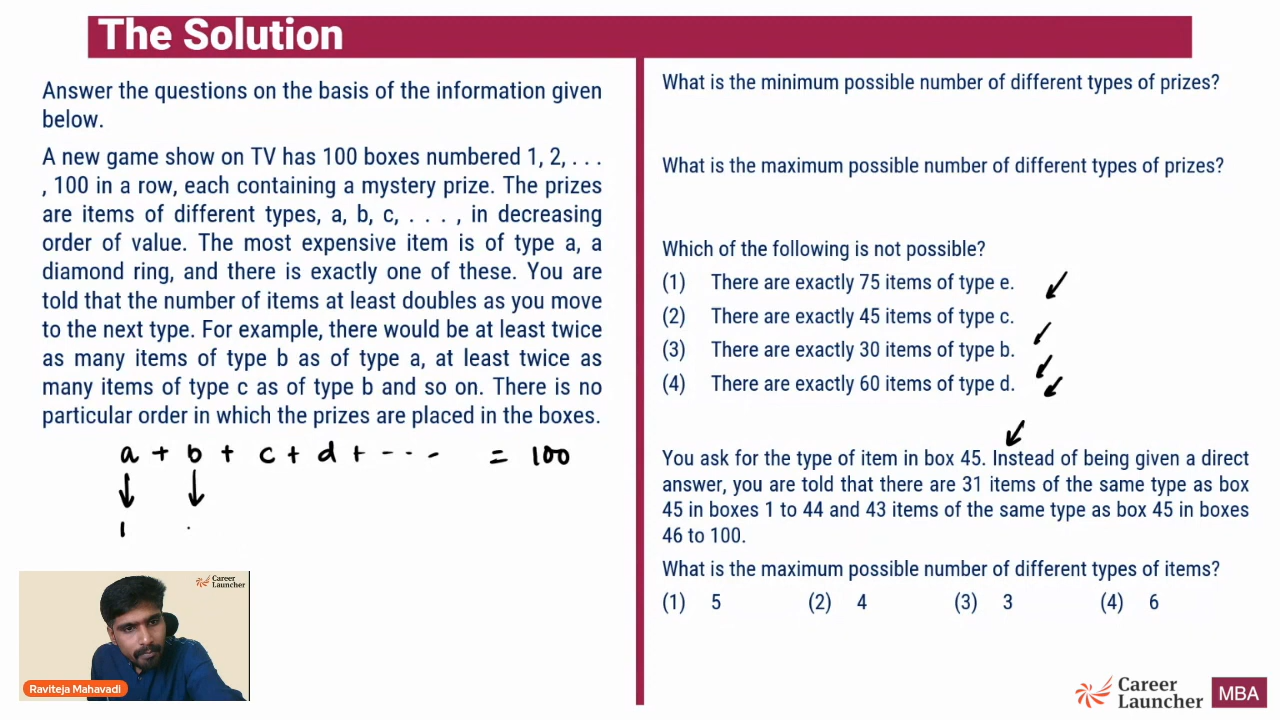 The Solution
Answer the questions on the basis of the information given
below.
A new game show on TV has 100 boxes numbered 1, 2, . . .
, 100 in a row, each containing a mystery prize. The prizes
are items of different types, a, b, c, . . . . , in decreasing
order of value. The most expensive item is of type a, a
diamond ring, and there is exactly one of these. You are
told that the number of items at least doubles as you move
to the next type. For example, there would be at least twice
as many items of type b as of type a, at least twice as
many items of type c as of type b and so on. There is no
particular order in which the prizes are placed in the boxes.
a + b + c + d + - - - - = 100
1
Career
Launcher
Raviteja Mahavadi
What is the minimum possible number of different types of prizes?
What is the maximum possible number of different types of prizes?
Which of the following is not possible?
(1) There are exactly 75 items of type e.
(2) There are exactly 45 items of type c.
(3) There are exactly 30 items of type b.
(4) There are exactly 60 items of type d.
You ask for the type of item in box 45. Instead of being given a direct
answer, you are told that there are 31 items of the same type as box
45 in boxes 1 to 44 and 43 items of the same type as box 45 in boxes
46 to 100.
What is the maximum possible number of different types of items?
(1) 5 (2) 4 (3) 3 (4) 6
Career
Launcher MBA